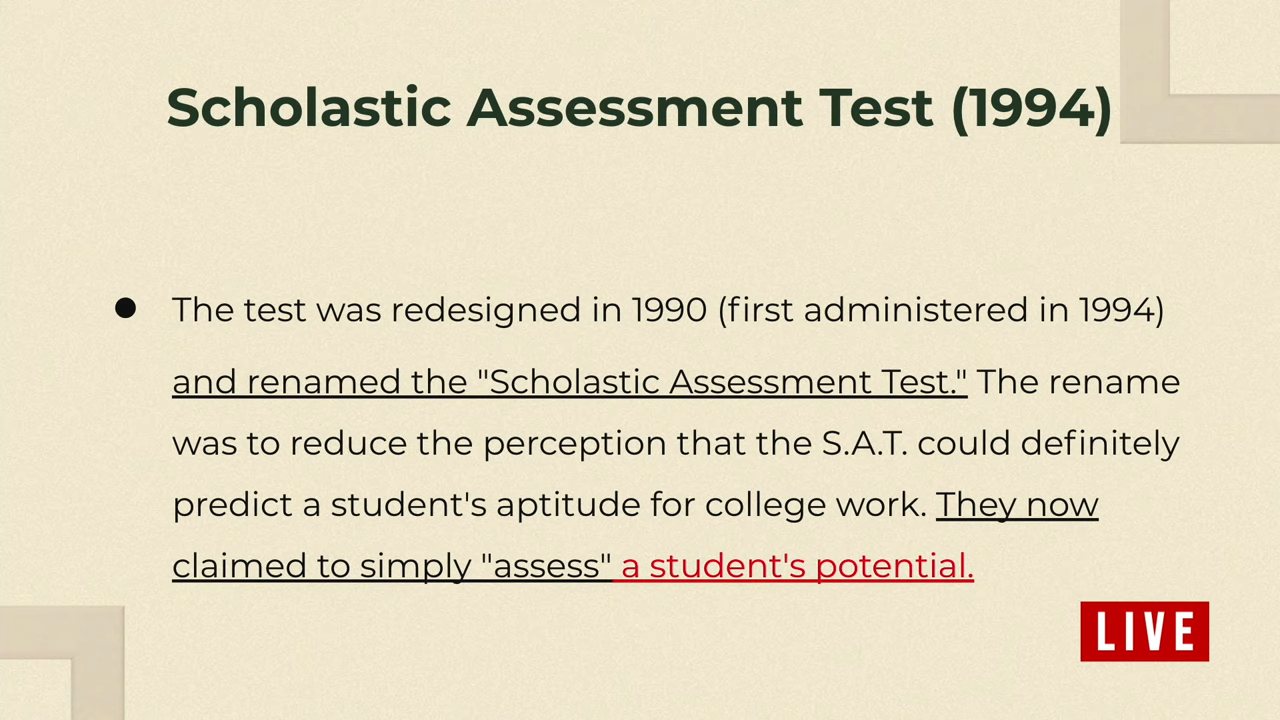 Scholastic Assessment Test (1994)
● The test was redesigned in 1990 (first administered in 1994)
and renamed the "Scholastic Assessment Test." The rename
was to reduce the perception that the S.A.T. could definitely
predict a student's aptitude for college work. They now
claimed to simply "assess" a student's potential.
LIVE